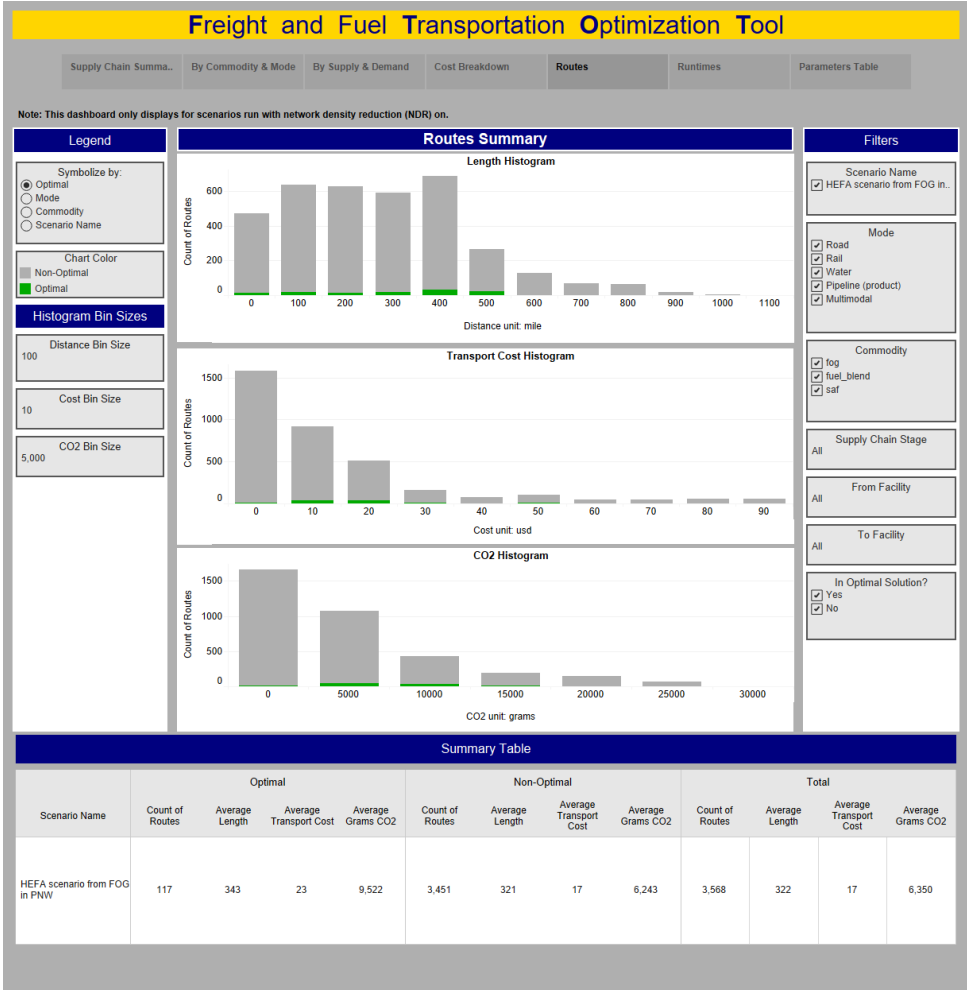 Freight and Fuel Transportation Optimization Tool
Supply Chain Summa..
By Commodity & Mode
By Supply & Demand
Cost Breakdown
Routes
Runtimes
Parameters Table
Note: This dashboard only displays for scenarios run with network density reduction (NDR) on.
Legend
Symbolize by:
Optimal
Mode
Commodity
Scenario Name
Chart Color
Non-Optimal
Optimal
Histogram Bin Sizes
Distance Bin Size
100
Cost Bin Size
10
CO2 Bin Size
5,000
Routes Summary
Length Histogram
Count of Routes
600
400
200
0
0 100 200 300 400 500 600 700 800 900 1000 1100
Distance unit: mile
Transport Cost Histogram
Count of Routes
1500
1000
500
0
0 10 20 30 40 50 60 70 80 90
Cost unit: usd
CO2 Histogram
Count of Routes
1500
1000
500
0
0 5000 10000 15000 20000 25000 30000
CO2 unit: grams
Filters
Scenario Name
HEFA scenario from FOG in..
Mode
Road
Rail
Water
Pipeline (product)
Multimodal
Commodity
fog
fuel_blend
saf
Supply Chain Stage
All
From Facility
All
To Facility
All
In Optimal Solution?
Yes
No
Summary Table
Optimal Non-Optimal Total
Scenario Name
Count of Routes
Average Length
Average Transport Cost
Average Grams CO2
Count of Routes
Average Length
Average Transport Cost
Average Grams CO2
Count of Routes
Average Length
Average Transport Cost
Average Grams CO2
HEFA scenario from FOG
in PNW
117 343 23 9,522 3,451 321 17 6,243 3,568 322 17 6,350